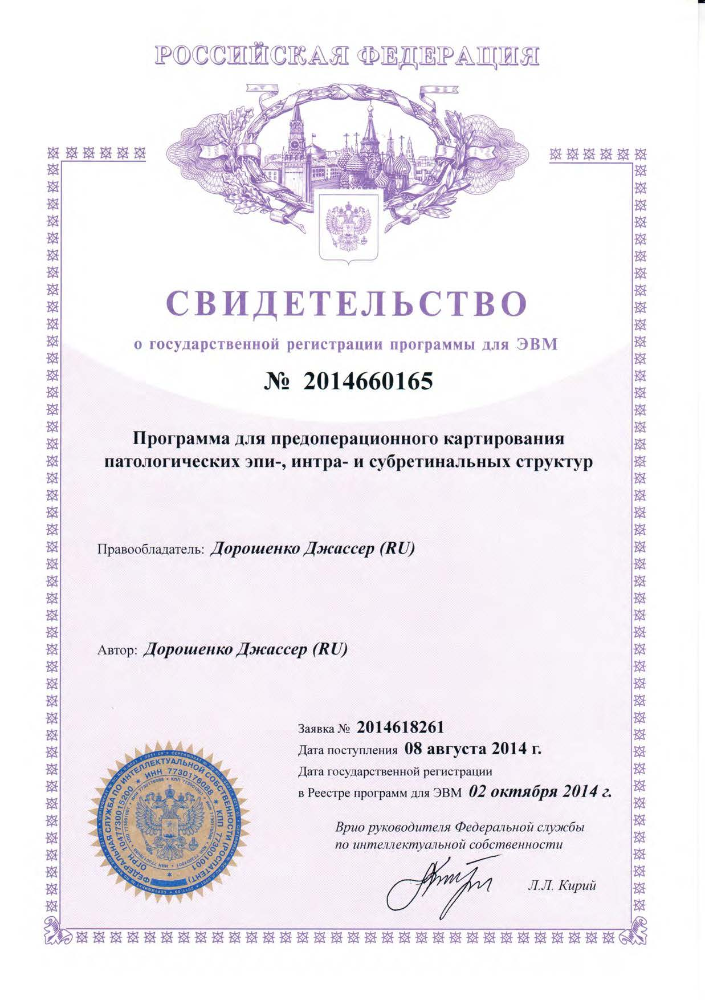 РОССИЙСКАЯ ФЕДЕРАЦИЯ
СВИДЕТЕЛЬСТВО
о государственной регистрации программы для ЭВМ
№ 2014660165
Программа для предоперационного картирования
патологических эпи-, интра- и субретинальных структур
Правообладатель: Дорошенко Джассер (RU)
Автор: Дорошенко Джассер (RU)
Заявка № 2014618261
Дата поступления 08 августа 2014 г.
Дата государственной регистрации
в Реестре программ для ЭВМ 02 октября 2014 г.
Врио руководителя Федеральной службы
по интеллектуальной собственности
Л.Л. Кирий
ФЕДЕРАЛЬНАЯ СЛУЖБА ПО ИНТЕЛЛЕКТУАЛЬНОЙ СОБСТВЕННОСТИ (РОСПАТЕНТ)
ОГРН 1047730015200 * ИНН 7730176088 * КПП 773001001 *